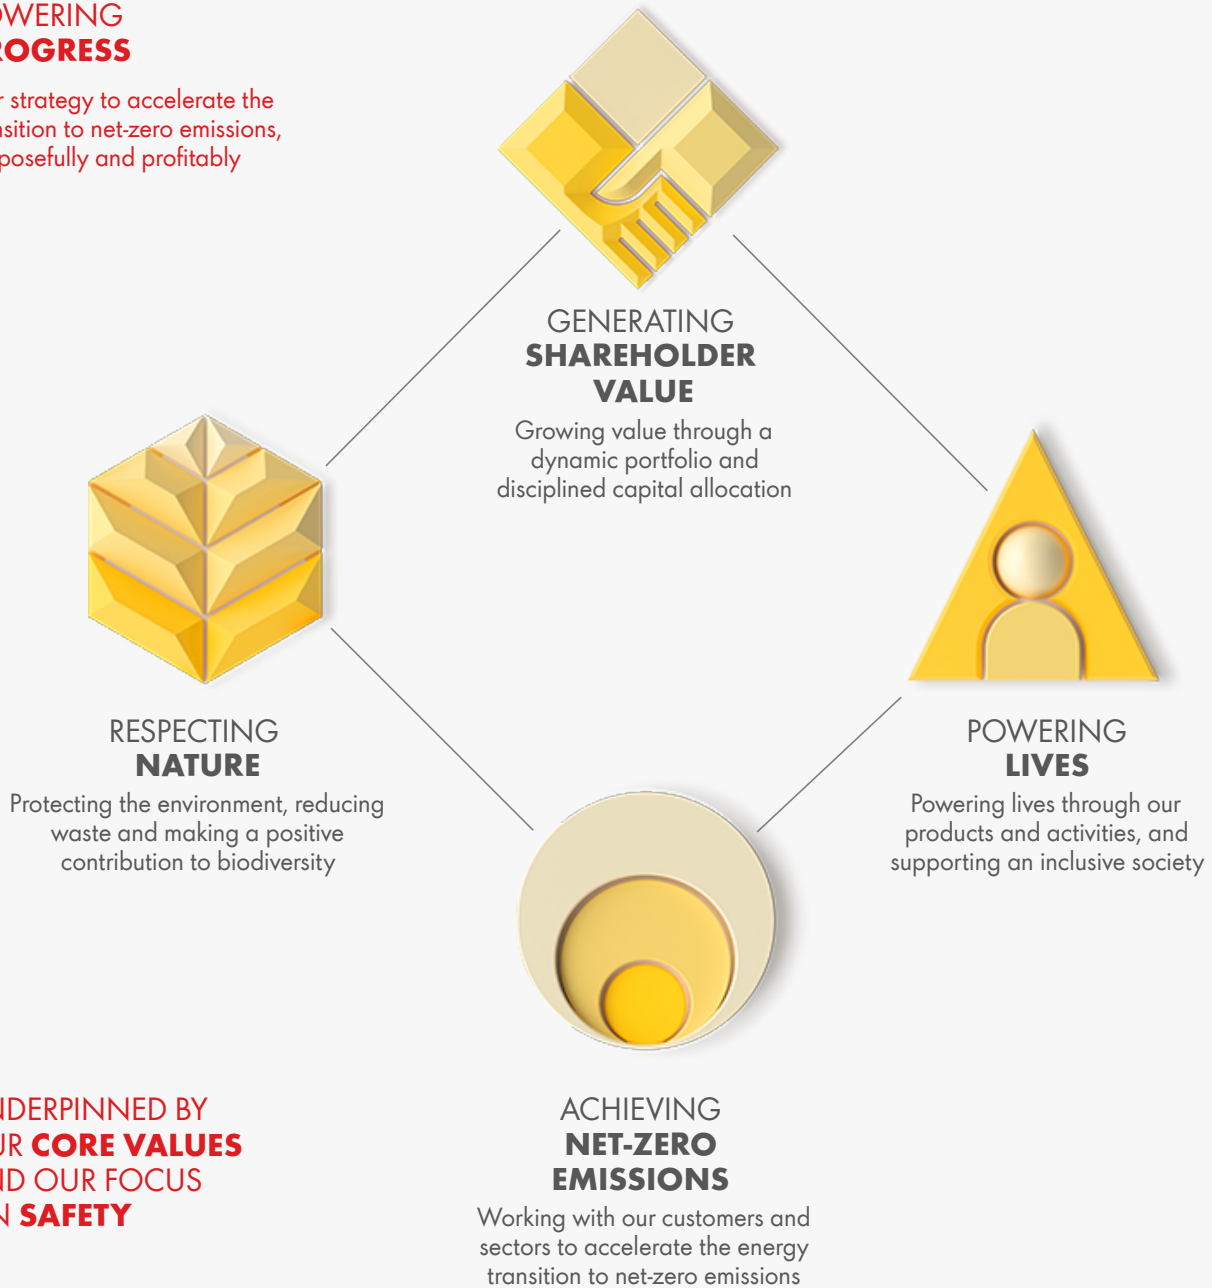 OWERING
ROGRESS
r strategy to accelerate the
nsition to net-zero emissions,
posefully and profitably
GENERATING
SHAREHOLDER
VALUE
Growing value through a
dynamic portfolio and
disciplined capital allocation
RESPECTING
NATURE
Protecting the environment, reducing
waste and making a positive
contribution to biodiversity
POWERING
LIVES
Powering lives through our
products and activities, and
supporting an inclusive society
NDERPINNED BY
UR CORE VALUES
ND OUR FOCUS
N SAFETY
ACHIEVING
NET-ZERO
EMISSIONS
Working with our customers and
sectors to accelerate the energy
transition to net-zero emissions